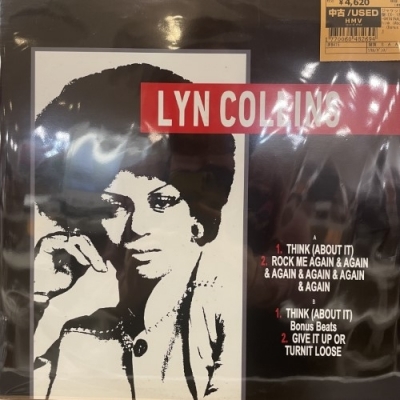 ¥4,620
中古/USED
HMV
LYN COLLINS
A
1. THINK (ABOUT IT)
2. ROCK ME AGAIN & AGAIN
& AGAIN & AGAIN & AGAIN
& AGAIN
B
1. THINK (ABOUT IT)
Bonus Beats
2. GIVE IT UP OR
TURNIT LOOSE